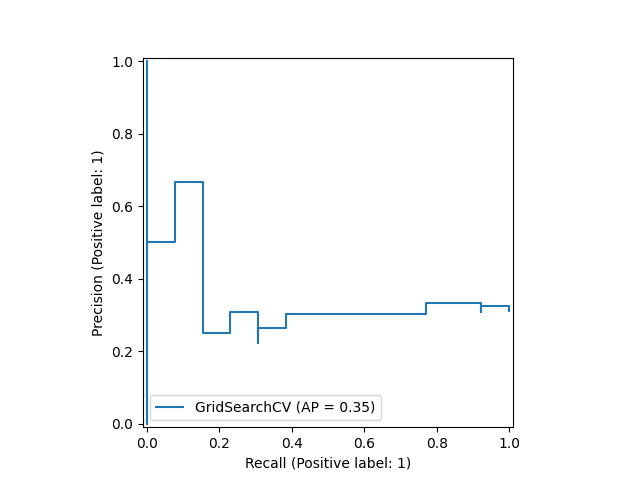 1.0
0.8
0.6
0.4
0.2
0.0
Precision (Positive label: 1)
GridSearchCV (AP = 0.35)
0.0 0.2 0.4 0.6 0.8 1.0
Recall (Positive label: 1)